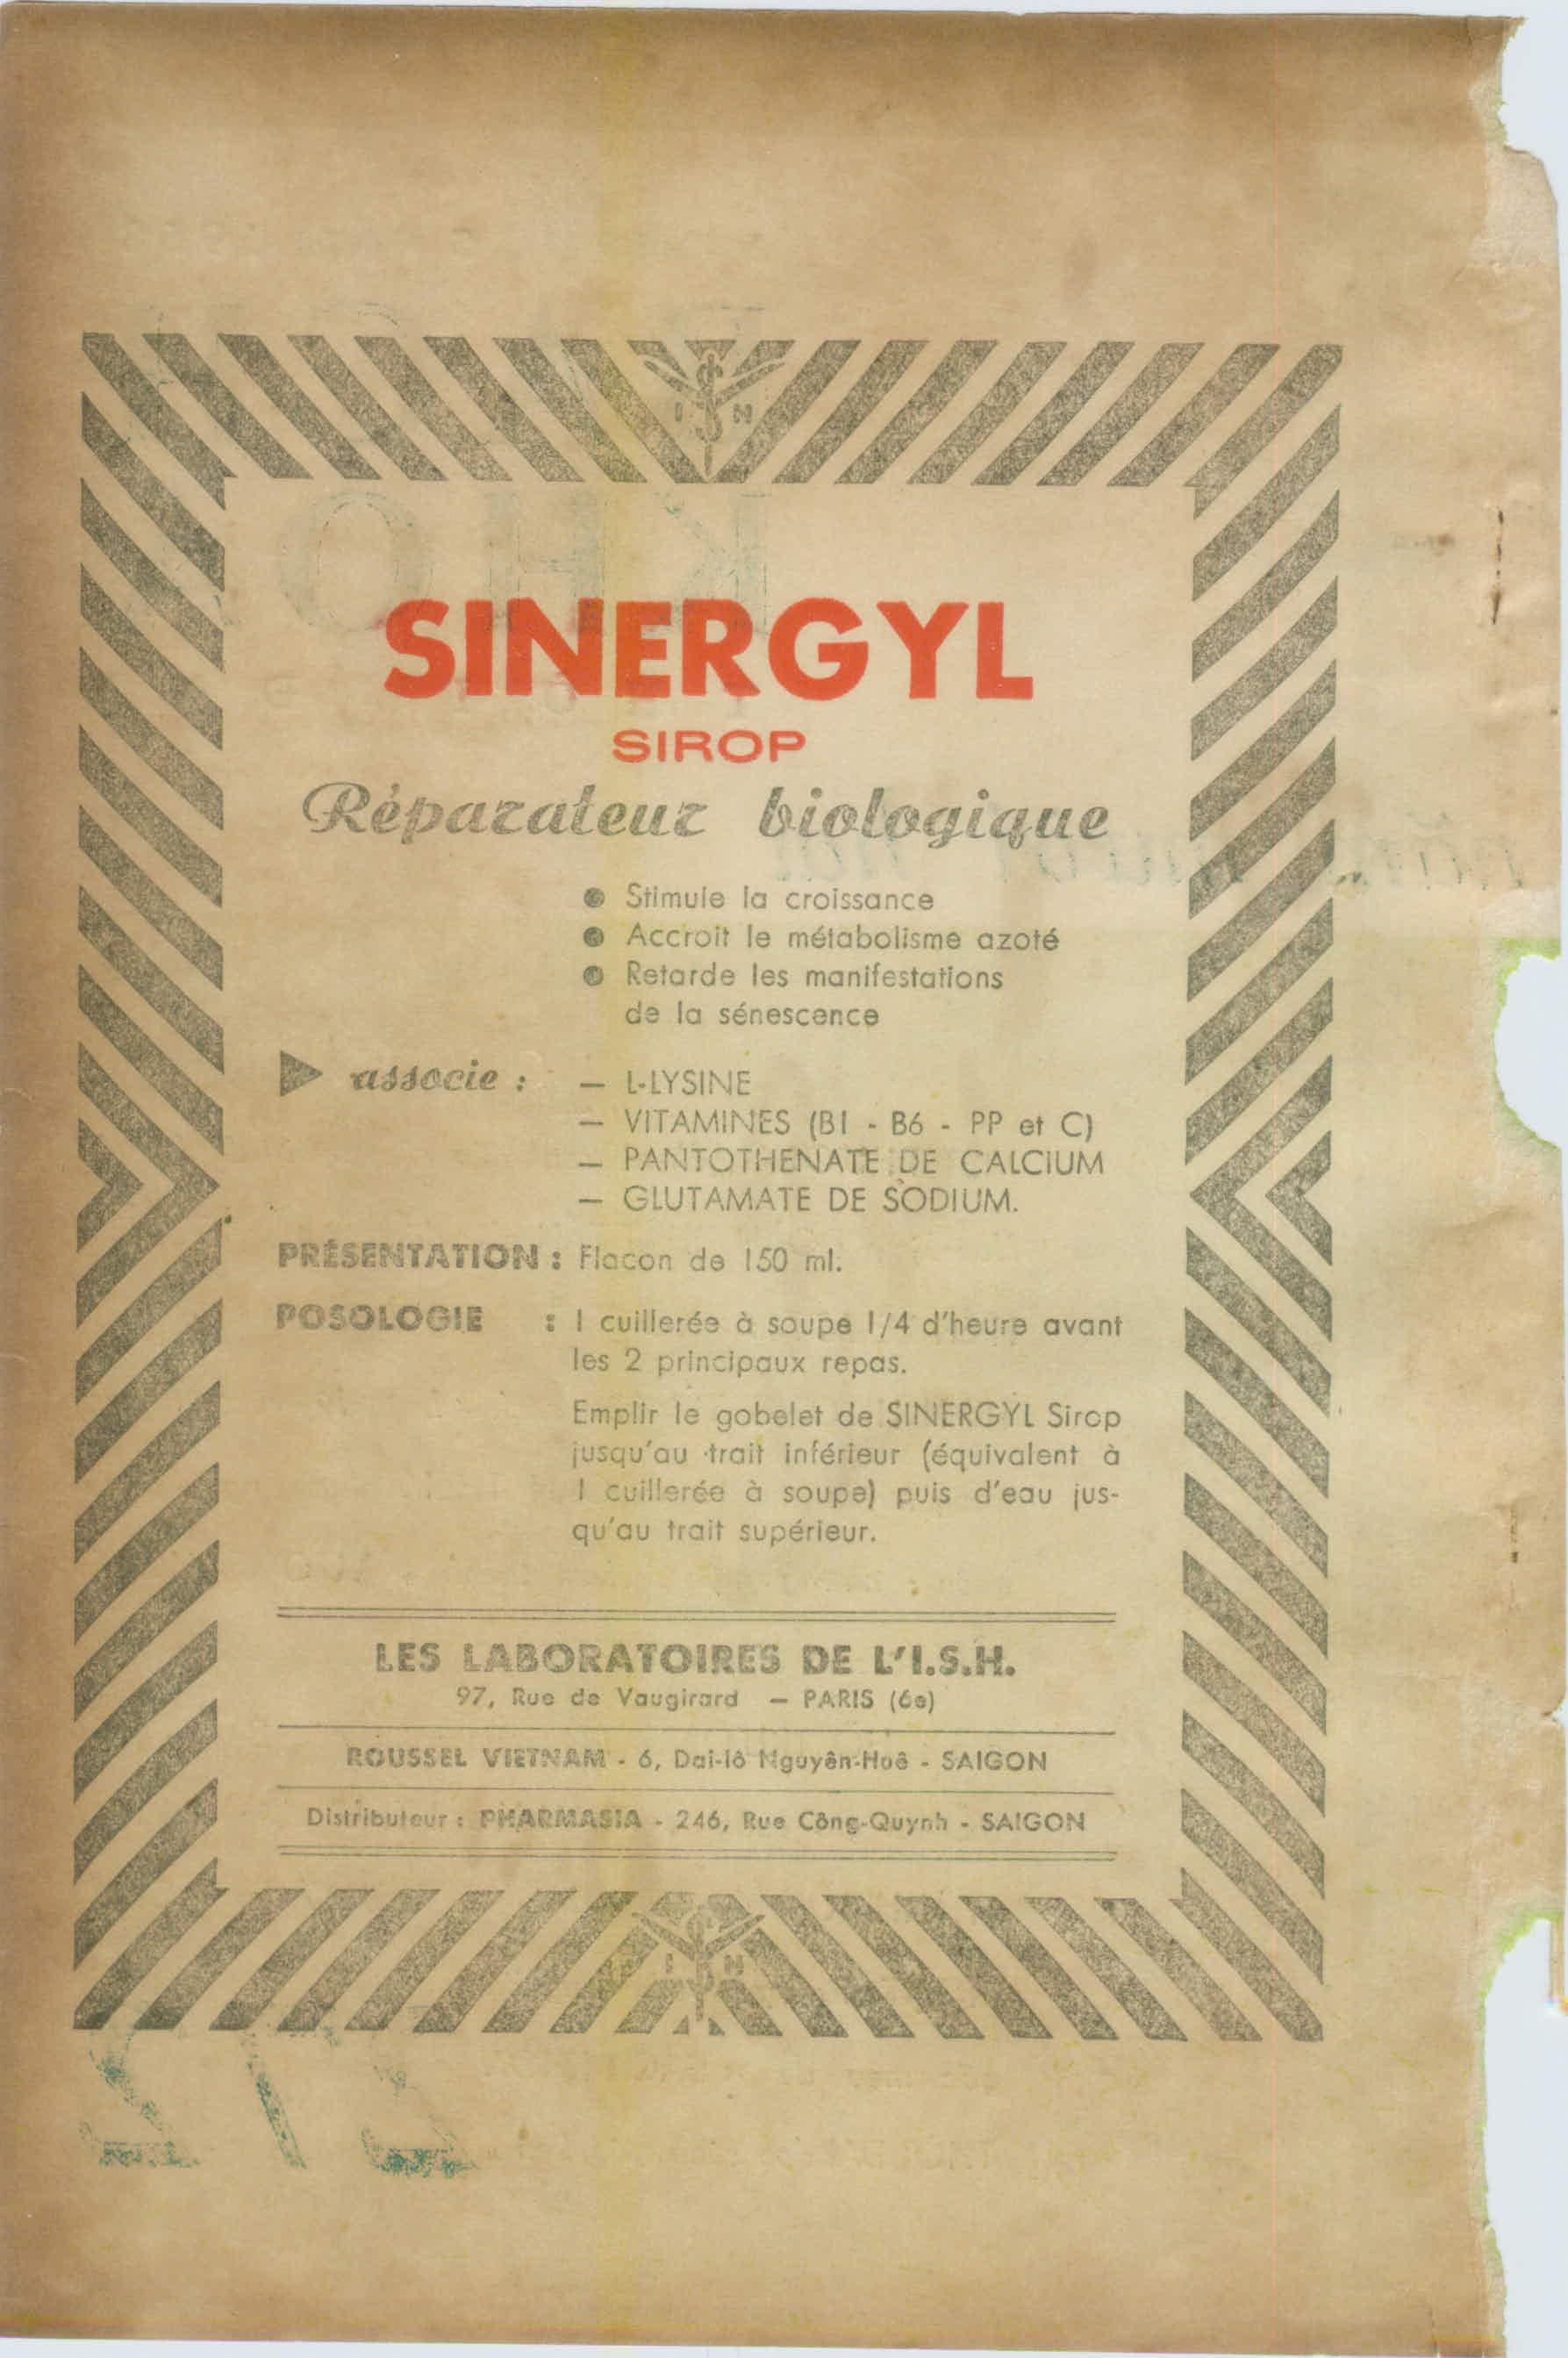 I N
SINERGYL
SIROP
Réparateur biologique
● Stimule la croissance
● Accroit le métabolisme azoté
● Retarde les manifestations
de la sénescence
▶ associe :
— L-LYSINE
— VITAMINES (B1 - B6 - PP et C)
— PANTOTHENATE DE CALCIUM
— GLUTAMATE DE SODIUM.
PRÉSENTATION : Flacon de 150 ml.
POSOLOGIE : 1 cuillerée à soupe 1/4 d'heure avant
les 2 principaux repas.
Emplir le gobelet de SINERGYL Sirop
jusqu'au trait inférieur (équivalent à
1 cuillerée à soupe) puis d'eau jus-
qu'au trait supérieur.
LES LABORATOIRES DE L'I.S.H.
97, Rue de Vaugirard — PARIS (6e)
ROUSSEL VIETNAM - 6, Dai-lô Nguyên-Huê - SAIGON
Distributeur : PHARMASIA - 246, Rue Công-Quynh - SAIGON
I N